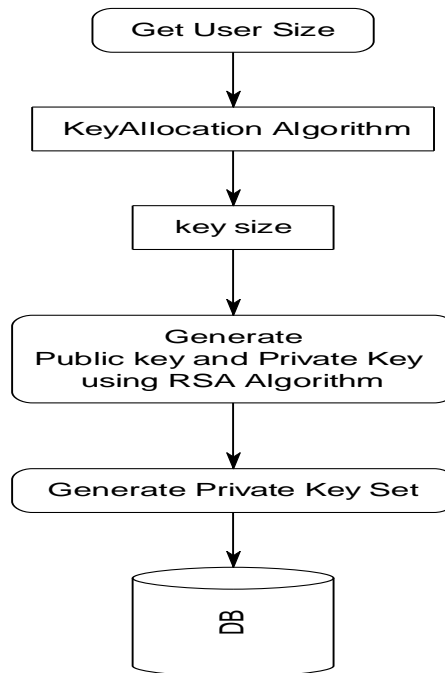 Get User Size
KeyAllocation Algorithm
key size
Generate
Public key and Private Key
using RSA Algorithm
Generate Private Key Set
DB